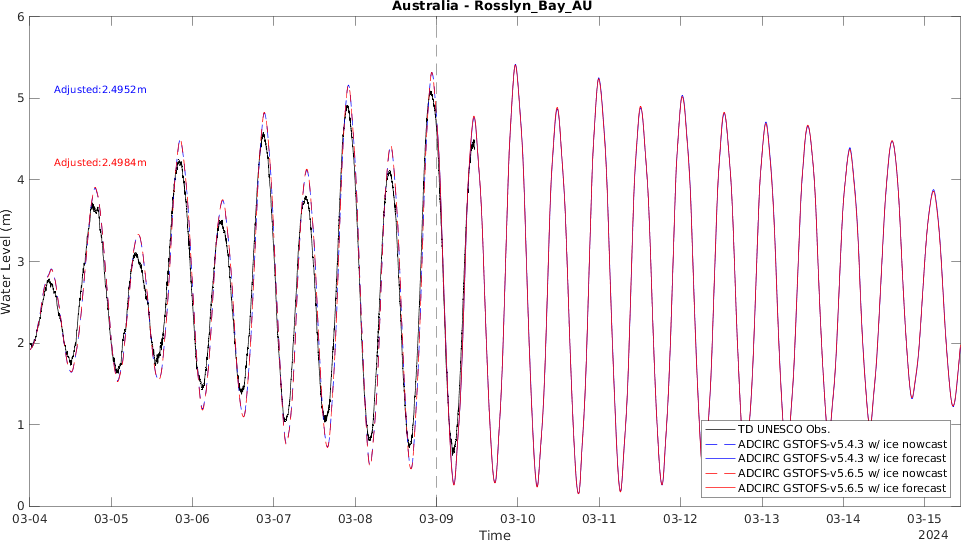 Australia - Rosslyn_Bay_AU
6
5
4
3
2
1
0
Water Level (m)
Adjusted:2.4952m
Adjusted:2.4984m
TD UNESCO Obs.
ADCIRC GSTOFS-v5.4.3 w/ ice nowcast
ADCIRC GSTOFS-v5.4.3 w/ ice forecast
ADCIRC GSTOFS-v5.6.5 w/ ice nowcast
ADCIRC GSTOFS-v5.6.5 w/ ice forecast
03-04 03-05 03-06 03-07 03-08 03-09 03-10 03-11 03-12 03-13 03-14 03-15
Time
2024